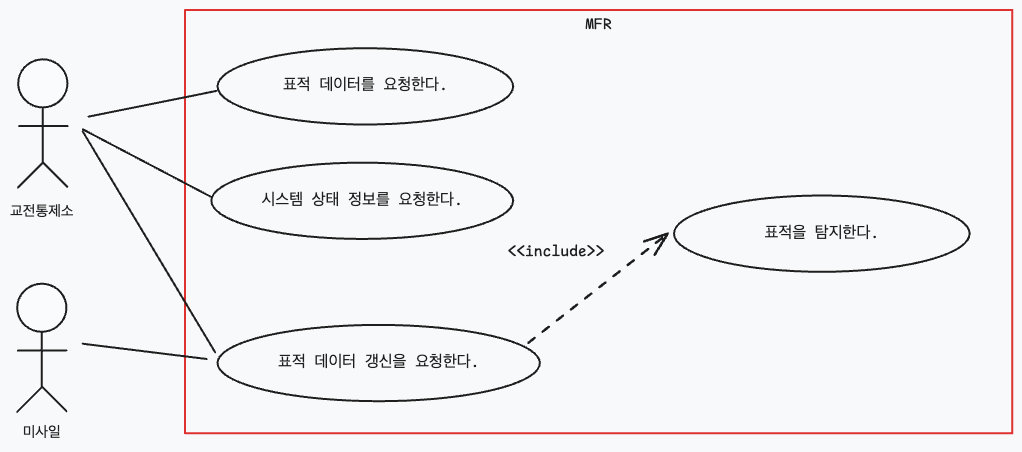 MFR
표적 데이터를 요청한다.
교전통제소
시스템 상태 정보를 요청한다.
표적을 탐지한다.
<<include>>
표적 데이터 갱신을 요청한다.
미사일